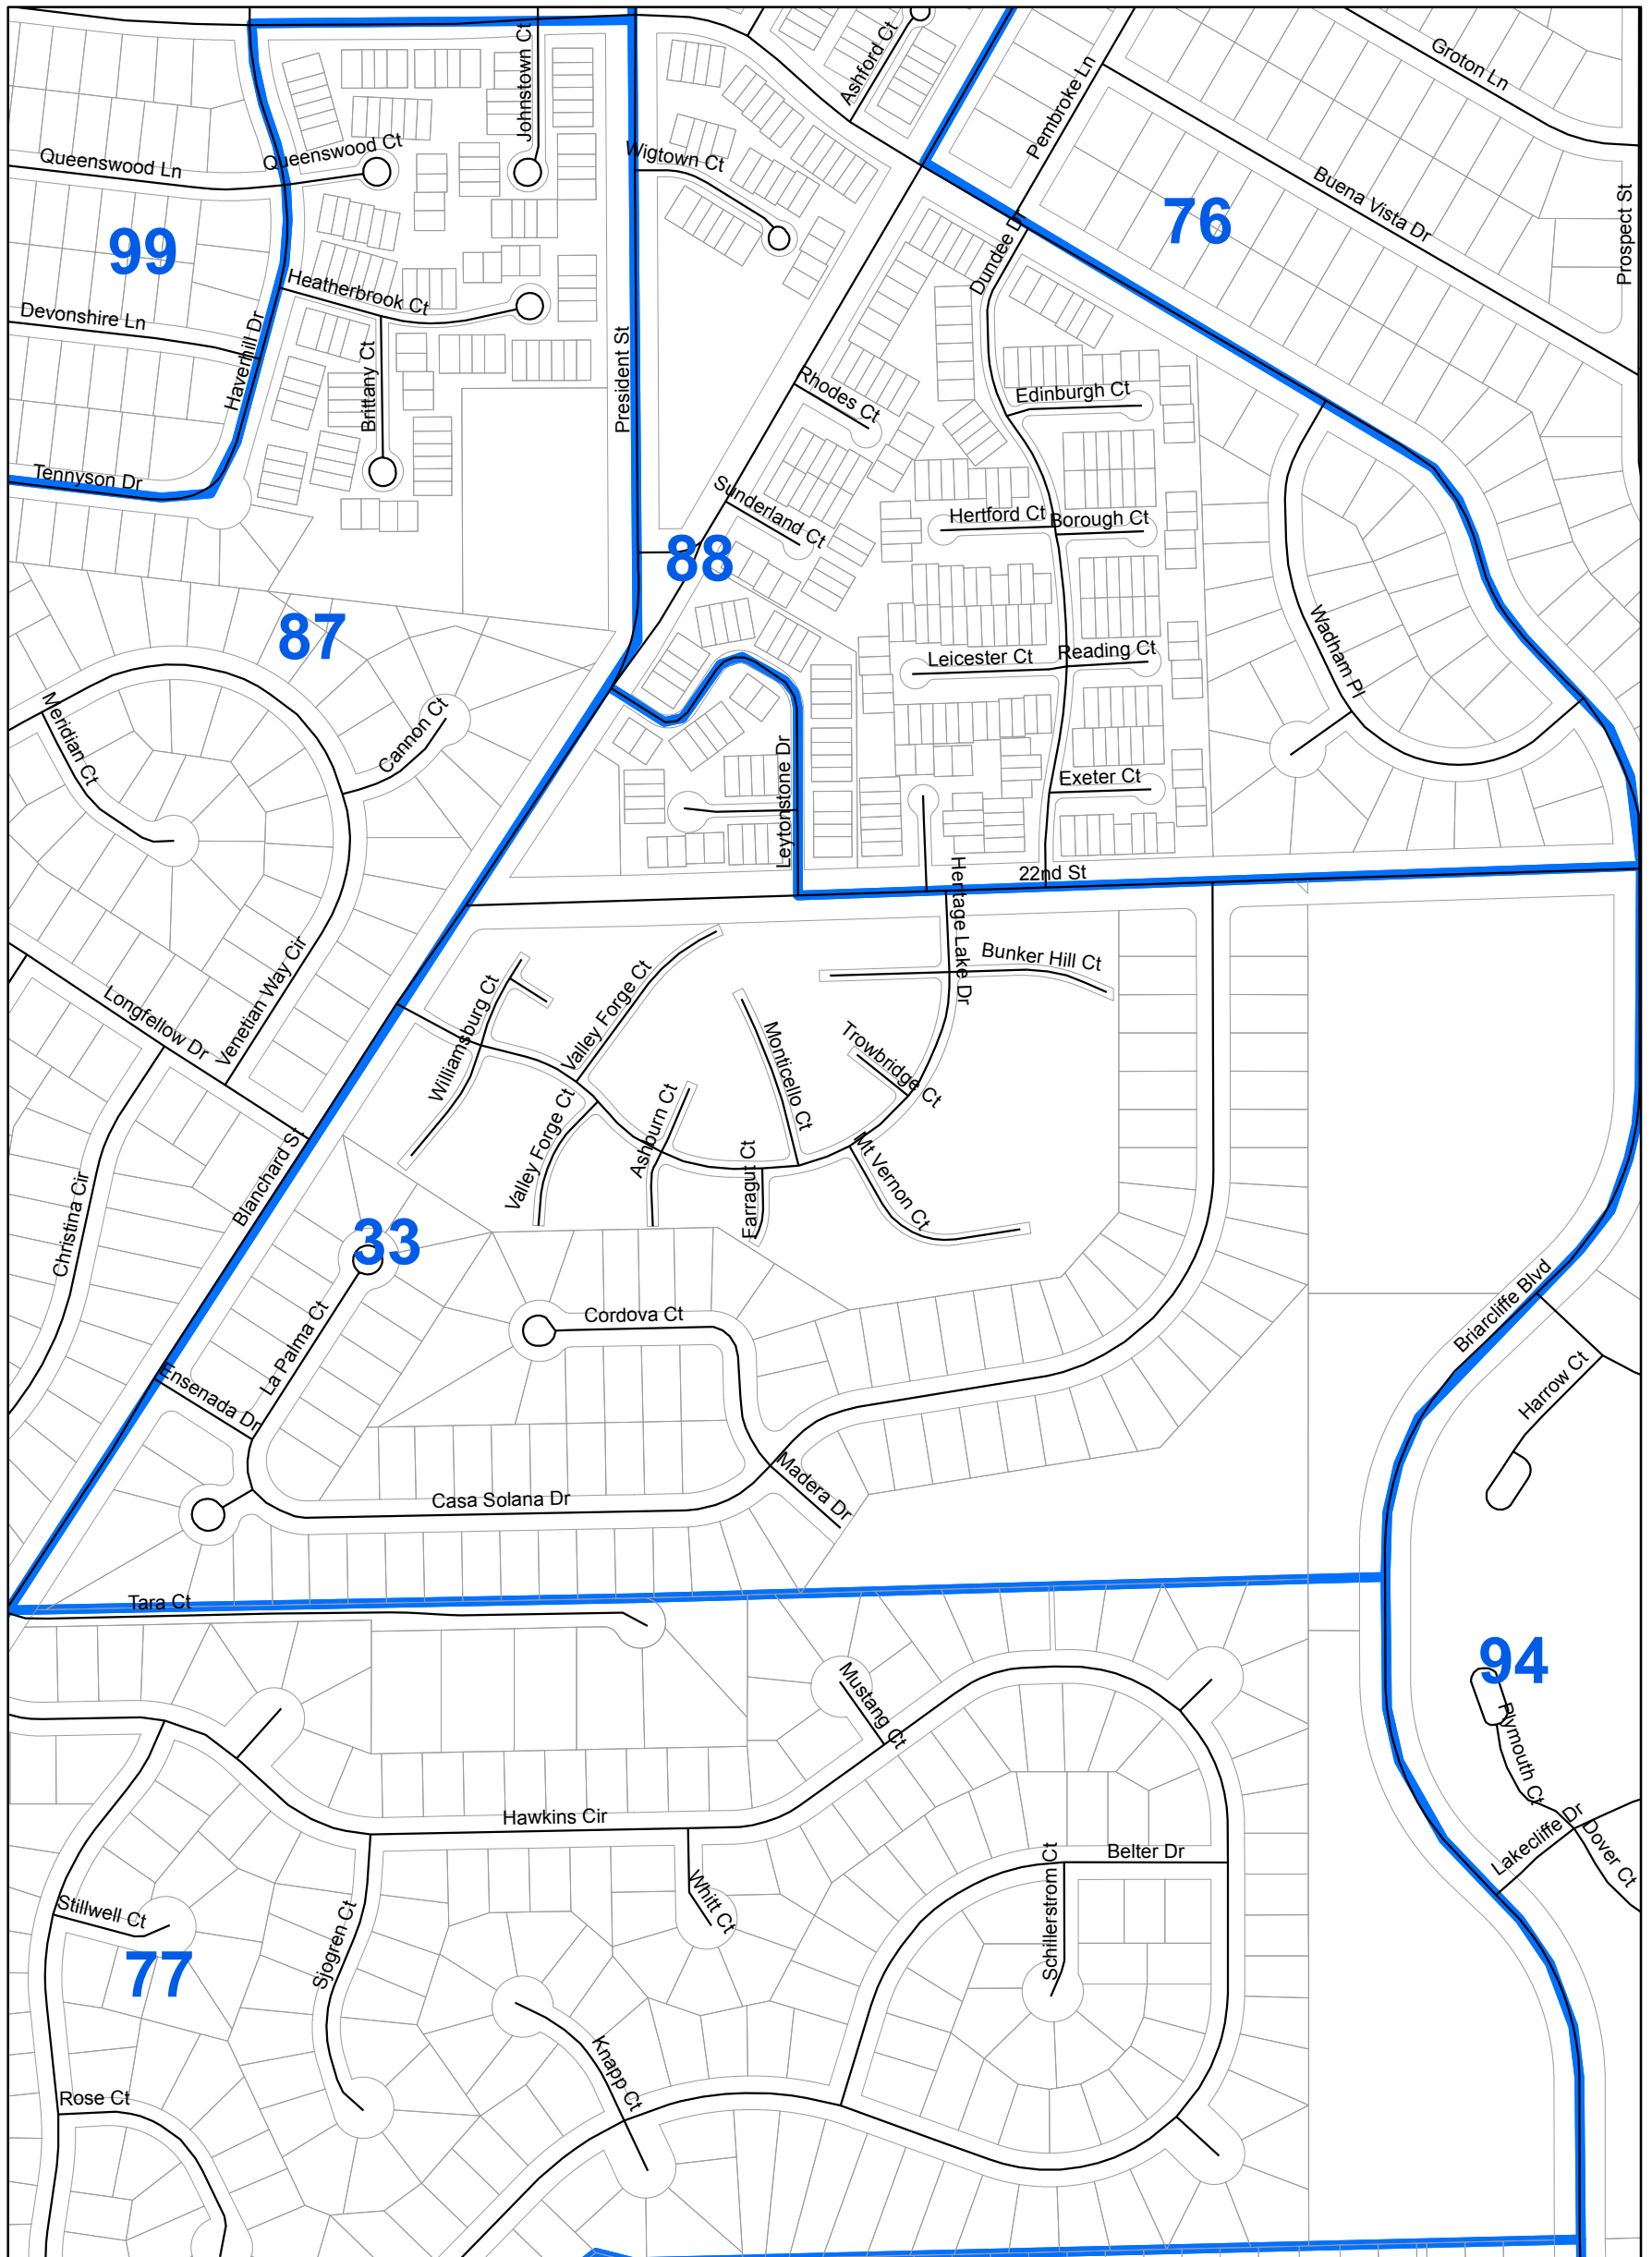 Groton Ln
Johnstown Ct
Ashford Ct
Pembroke Ln
Queenswood Ct
Queenswood Ln
Wigtown Ct
Buena Vista Dr
Prospect St
76
99
Dundee Dr
Heatherbrook Ct
Devonshire Ln
Haverhill Dr
Brittany Ct
President St
Rhodes Ct
Edinburgh Ct
Tennyson Dr
Sunderland Ct
Hertford Ct
Borough Ct
88
87
Wadham Pl
Leicester Ct
Reading Ct
Meridian Ct
Cannon Ct
Leytonstone Dr
Exeter Ct
22nd St
Heritage Lake Dr
Bunker Hill Ct
Longfellow Dr
Venetian Way Cir
Williamsburg Ct
Valley Forge Ct
Monticello Ct
Trowbridge Ct
Valley Forge Ct
Ashburn Ct
Farragut Ct
Mt Vernon Ct
Blanchard St
Christina Cir
33
La Palma Ct
Cordova Ct
Briarcliffe Blvd
Harrow Ct
Ensenada Dr
Casa Solana Dr
Madera Dr
Tara Ct
94
Mustang Ct
Plymouth Ct
Hawkins Cir
Lakecliffe Dr
Dover Ct
Belter Dr
Schillerstrom Ct
Whitt Ct
Stillwell Ct
Sjogren Ct
77
Knapp Ct
Rose Ct